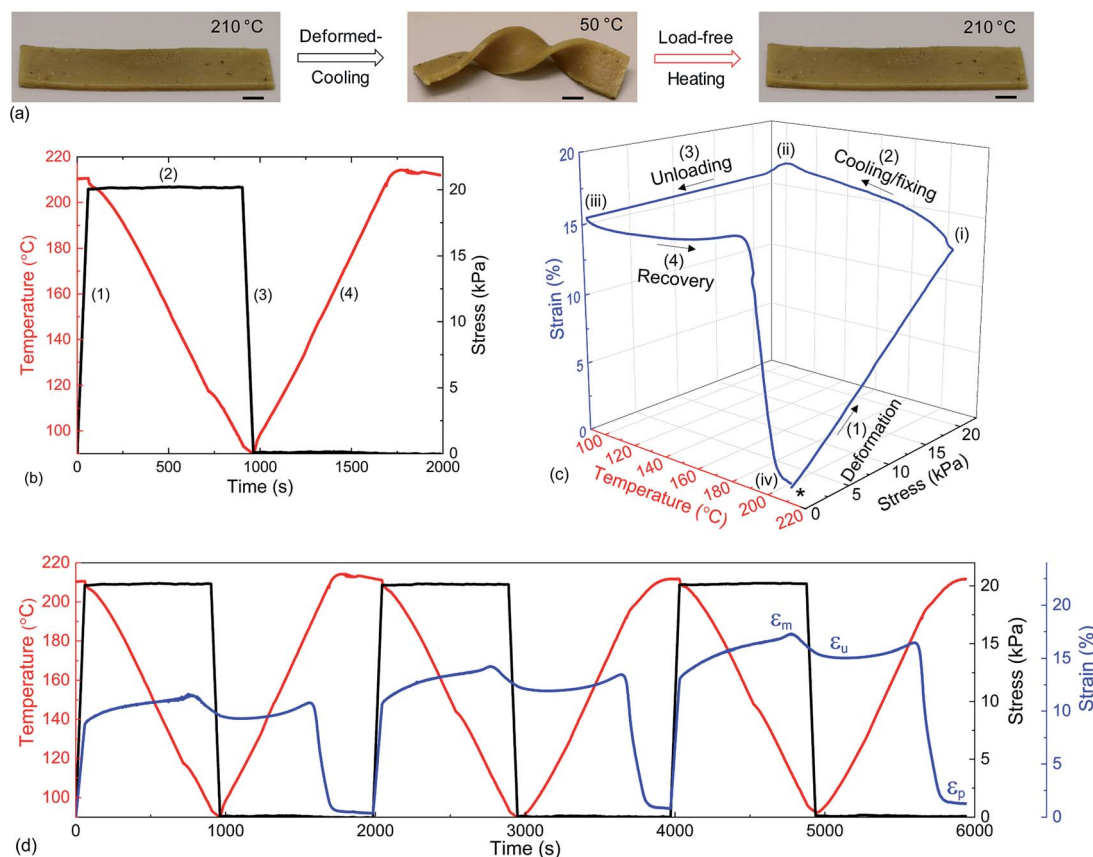 210 °C
Deformed-
Cooling
50 °C
Load-free
Heating
210 °C
(a)
220
200
180
160
140
120
100
Temperature (°C)
(1)
(2)
(3)
(4)
20
15
10
5
0
Stress (kPa)
0
500
1000
1500
2000
Time (s)
(b)
20
15
10
5
0
Strain (%)
(3)
Unloading
(ii)
(2)
Cooling/fixing
(iii)
(i)
(4)
Recovery
(1)
Deformation
(iv)
*
100
120
140
160
180
200
220
Temperature (°C)
0
5
10
15
20
Stress (kPa)
(c)
220
200
180
160
140
120
100
Temperature (°C)
εm
εu
εp
20
15
10
5
0
Stress (kPa)
20
15
10
5
0
Strain (%)
0
1000
2000
3000
4000
5000
6000
Time (s)
(d)